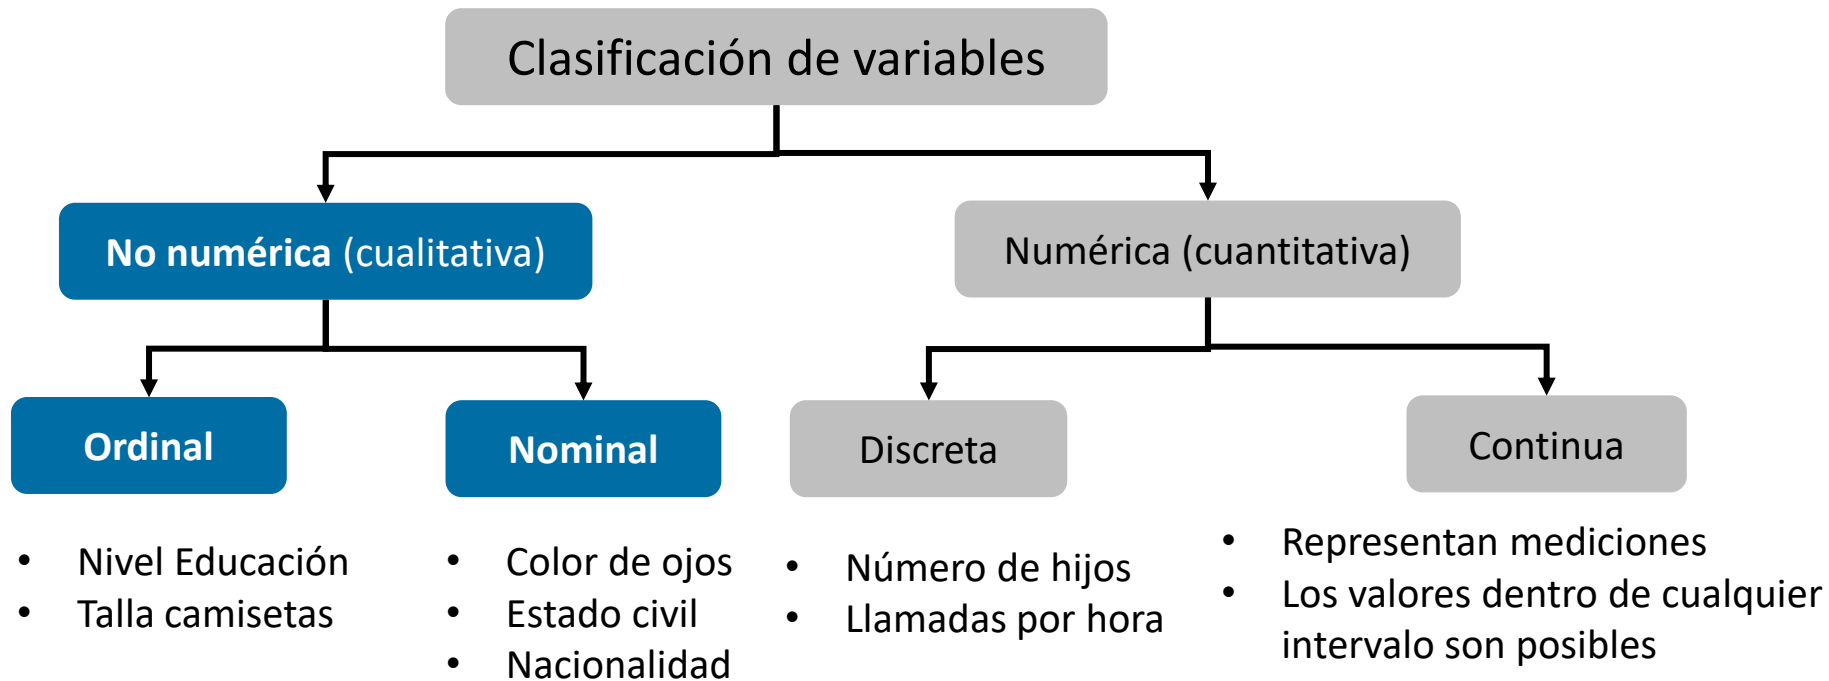 Clasificación de variables
No numérica (cualitativa)
Numérica (cuantitativa)
Ordinal
Nominal
Discreta
Continua
• Nivel Educación
• Talla camisetas
• Color de ojos
• Estado civil
• Nacionalidad
• Número de hijos
• Llamadas por hora
• Representan mediciones
• Los valores dentro de cualquier
intervalo son posibles